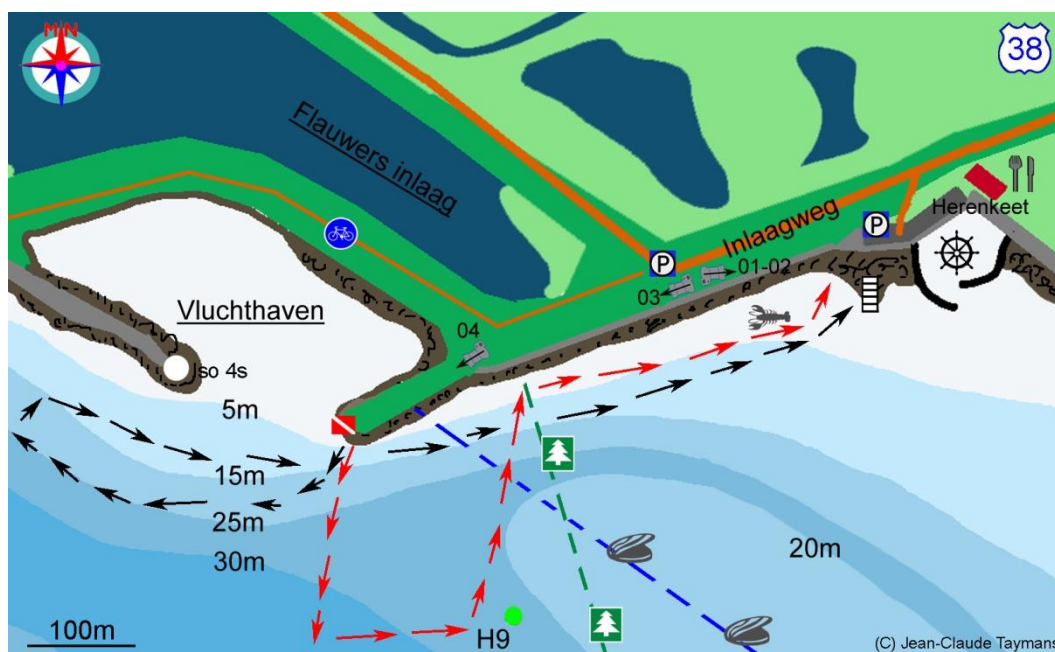 M N
38
Flauwers inlaag
P
Herenkeet
Inlaagweg
P
01-02
03
Vluchthaven
04
Iso 4s
5m
15m
25m
30m
20m
100m
H9
(C) Jean-Claude Taymans